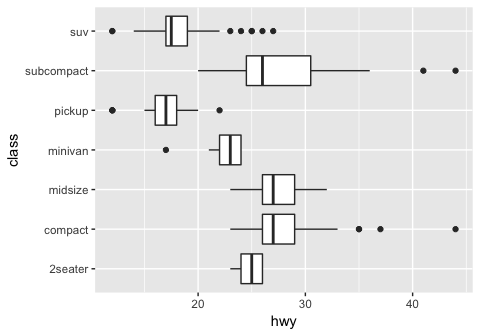 suv
subcompact
pickup
minivan
midsize
compact
2seater
class
20 30 40
hwy